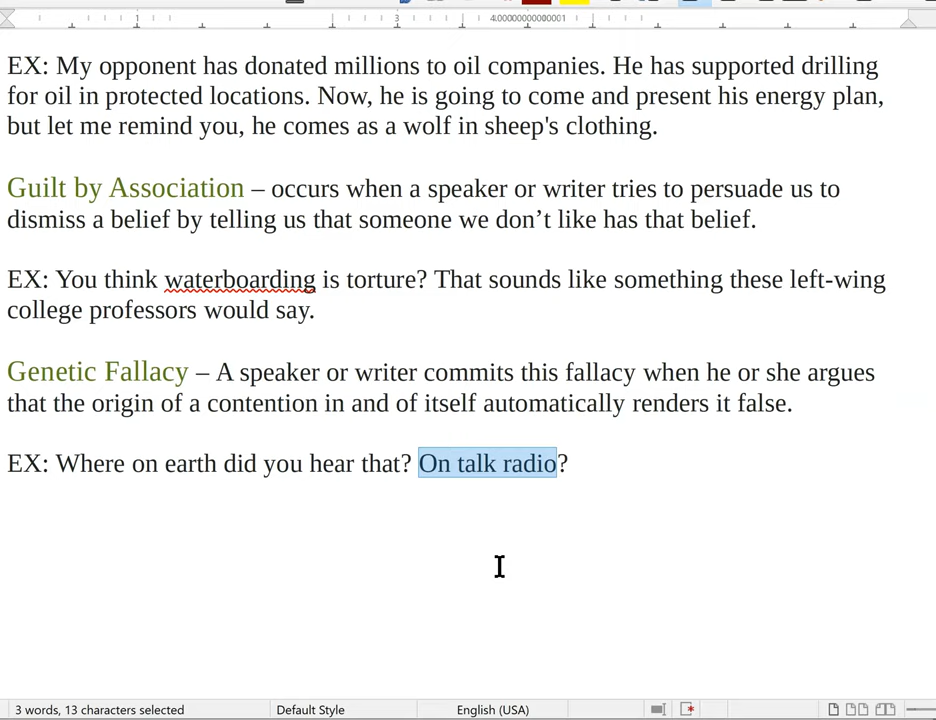 1
3
4.00000000000001
EX: My opponent has donated millions to oil companies. He has supported drilling
for oil in protected locations. Now, he is going to come and present his energy plan,
but let me remind you, he comes as a wolf in sheep's clothing.
Guilt by Association – occurs when a speaker or writer tries to persuade us to
dismiss a belief by telling us that someone we don’t like has that belief.
EX: You think waterboarding is torture? That sounds like something these left-wing
college professors would say.
Genetic Fallacy – A speaker or writer commits this fallacy when he or she argues
that the origin of a contention in and of itself automatically renders it false.
EX: Where on earth did you hear that? On talk radio?
3 words, 13 characters selected
Default Style
English (USA)